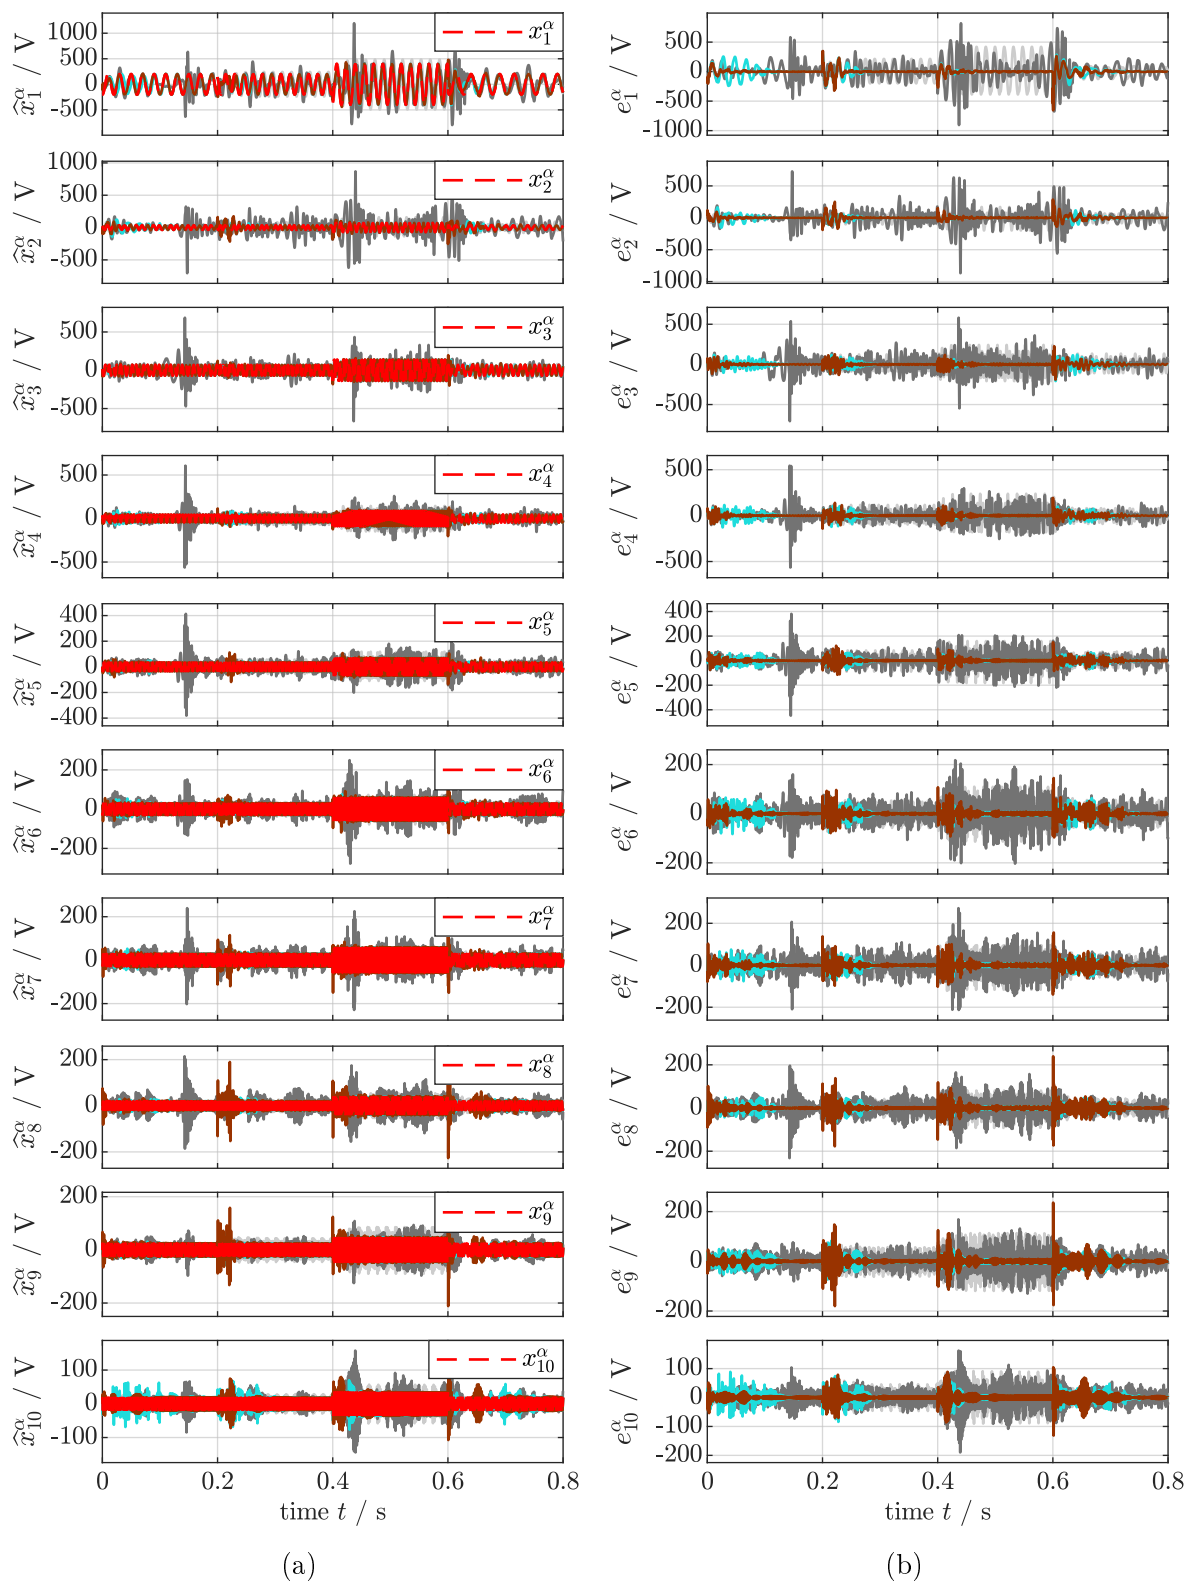 1000
500
0
-500
x̂₁^α / V
x₁^α
500
0
-500
-1000
e₁^α / V
1000
500
0
-500
x̂₂^α / V
x₂^α
500
0
-500
-1000
e₂^α / V
500
0
-500
x̂₃^α / V
x₃^α
500
0
-500
e₃^α / V
500
0
-500
x̂₄^α / V
x₄^α
500
0
-500
e₄^α / V
400
200
0
-200
-400
x̂₅^α / V
x₅^α
400
200
0
-200
-400
e₅^α / V
200
0
-200
x̂₆^α / V
x₆^α
200
0
-200
e₆^α / V
200
0
-200
x̂₇^α / V
x₇^α
200
0
-200
e₇^α / V
200
0
-200
x̂₈^α / V
x₈^α
200
0
-200
e₈^α / V
200
0
-200
x̂₉^α / V
x₉^α
200
0
-200
e₉^α / V
100
0
-100
x̂₁₀^α / V
x₁₀^α
100
0
-100
-200
e₁₀^α / V
0 0.2 0.4 0.6 0.8
time t / s
0 0.2 0.4 0.6 0.8
time t / s
(a)
(b)